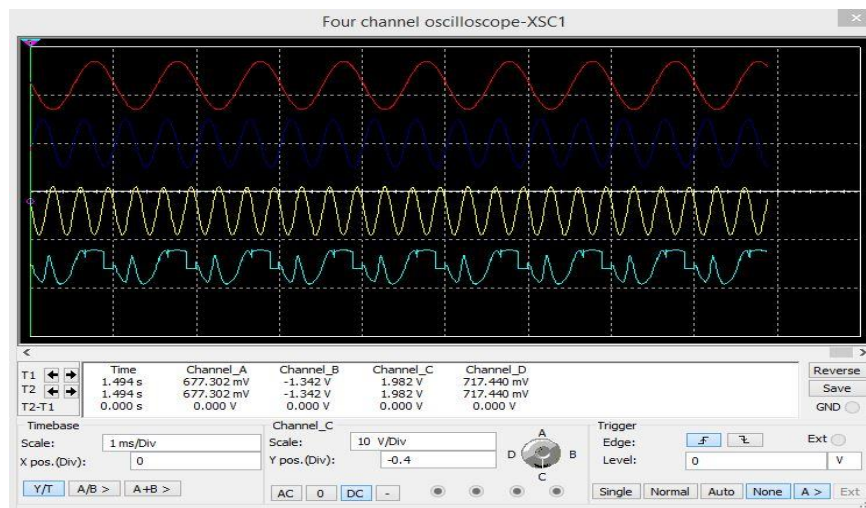 Four channel oscilloscope-XSC1
×
< >
T1 Time Channel_A Channel_B Channel_C Channel_D Reverse
1.494 s 677.302 mV -1.342 V 1.982 V 717.440 mV
T2 1.494 s 677.302 mV -1.342 V 1.982 V 717.440 mV Save
T2-T1 0.000 s 0.000 V 0.000 V 0.000 V 0.000 V GND
Timebase Channel_C Trigger
Scale: 1 ms/Div Scale: 10 V/Div A Edge: Ext
X pos.(Div): 0 Y pos.(Div): -0.4 D B Level: 0 V
C
Y/T A/B > A+B > AC 0 DC - Single Normal Auto None A > Ext